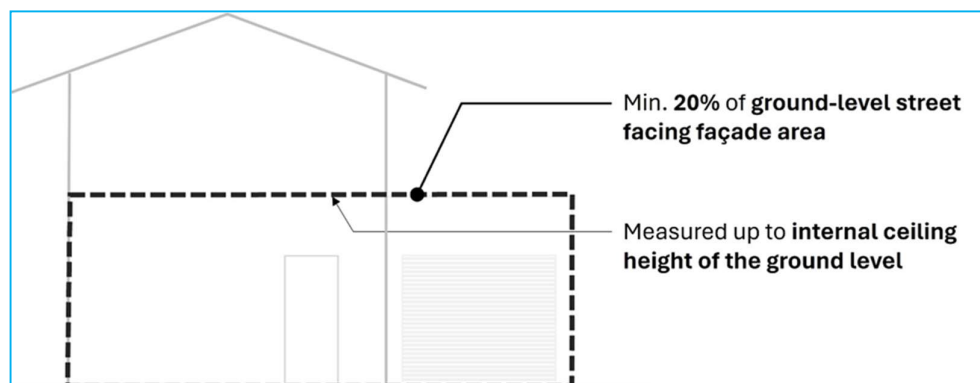 Min. 20% of ground-level street
facing façade area
Measured up to internal ceiling
height of the ground level